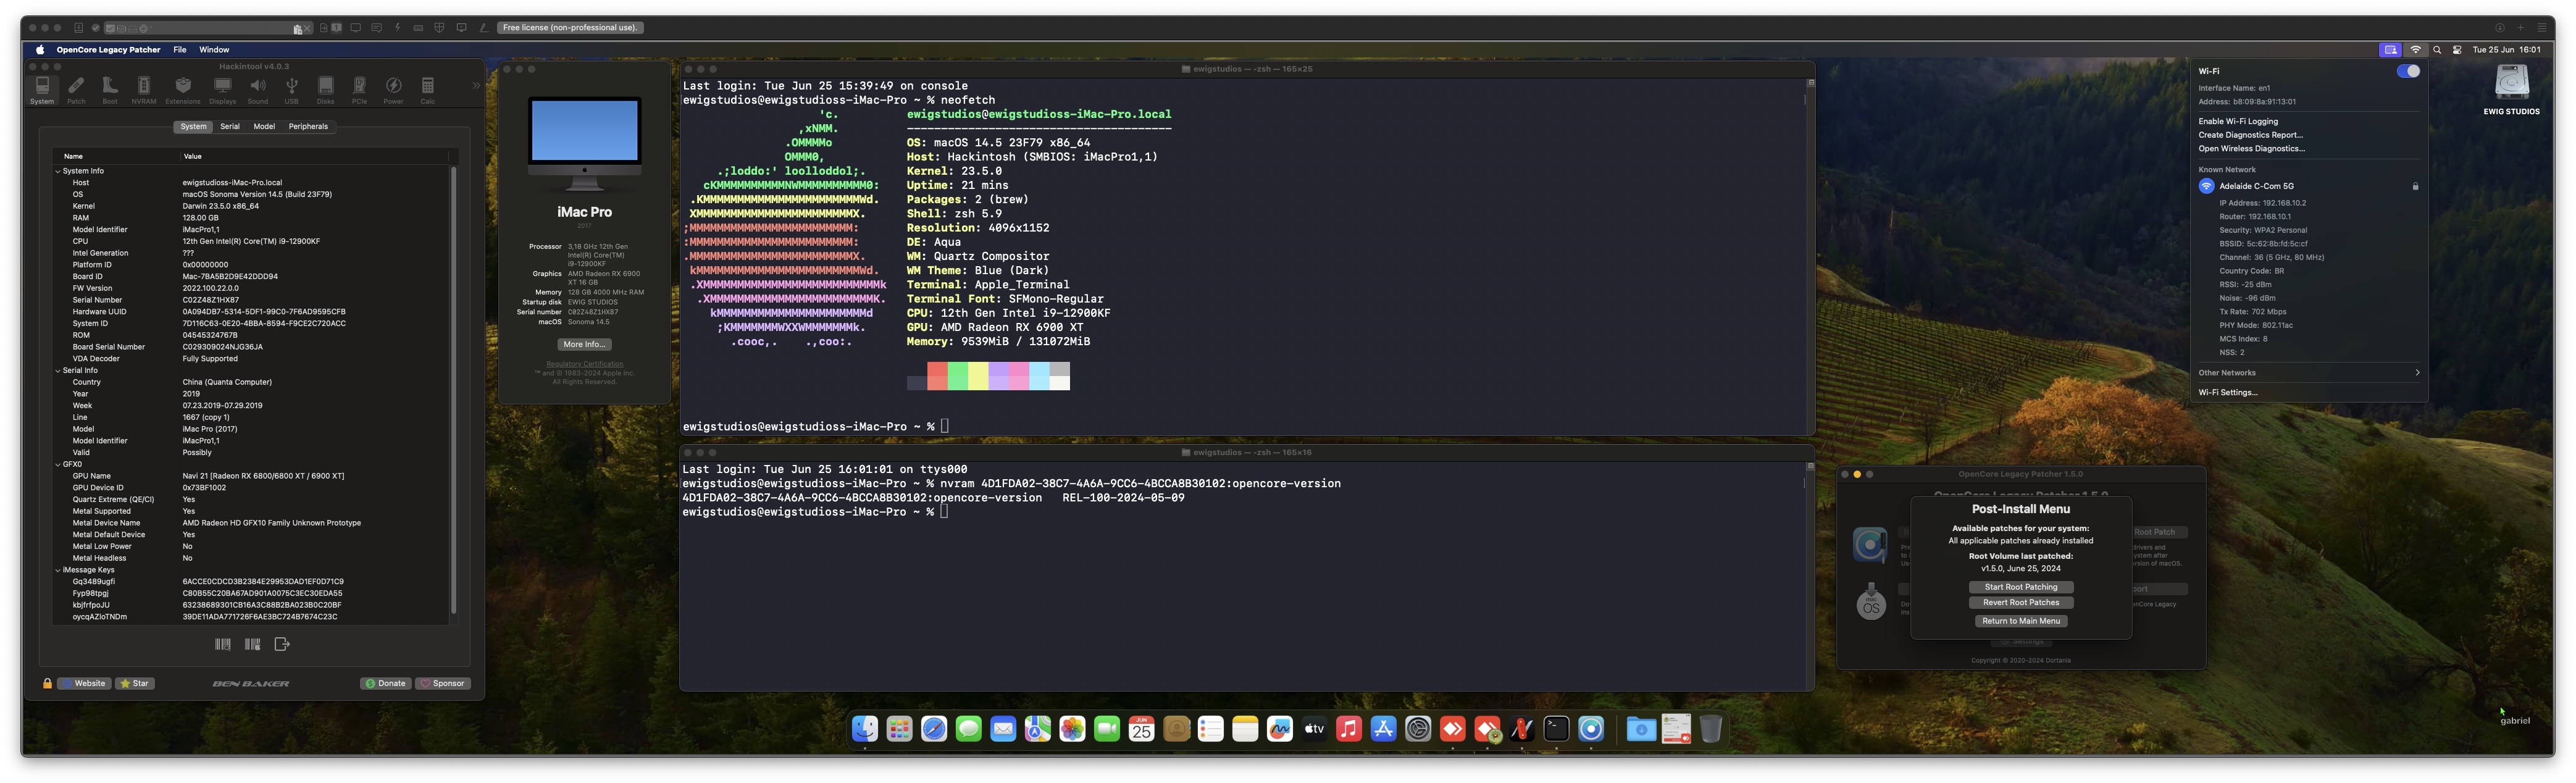 Free license (non-professional use).
OpenCore Legacy Patcher File Window
Tue 25 Jun 16:01
Hackintool v4.0.3
System Patch Boot NVRAM Extensions Displays Sound USB Disks PCIe Power Calc
System Serial Model Peripherals
Name Value
System Info
Host ewigstudioss-iMac-Pro.local
OS macOS Sonoma Version 14.5 (Build 23F79)
Kernel Darwin 23.5.0 x86_64
RAM 128.00 GB
Model Identifier iMacPro1,1
CPU 12th Gen Intel(R) Core(TM) i9-12900KF
Intel Generation ???
Platform ID 0x00000000
Board ID Mac-7BA5B2D9E42DDD94
FW Version 2022.100.22.0.0
Serial Number C02Z48Z1HX87
Hardware UUID 0A094DB7-5314-5DF1-99C0-7F6AD9595CFB
System ID 7D116C63-0E20-4BBA-8594-F9CE2C720ACC
ROM 04545324767B
Board Serial Number C029309024NJG36JA
VDA Decoder Fully Supported
Serial Info
Country China (Quanta Computer)
Year 2019
Week 07.23.2019-07.29.2019
Line 1667 (copy 1)
Model iMac Pro (2017)
Model Identifier iMacPro1,1
Valid Possibly
GFX0
GPU Name Navi 21 [Radeon RX 6800/6800 XT / 6900 XT]
GPU Device ID 0x73BF1002
Quartz Extreme (QE/CI) Yes
Metal Supported Yes
Metal Device Name AMD Radeon HD GFX10 Family Unknown Prototype
Metal Default Device Yes
Metal Low Power No
Metal Headless No
iMessage Keys
Gq3489ugfi 6ACCE0CDCD3B2384E29953DAD1EF0D71C9
Fyp98tpgj C80B55C20BA67AD901A0075C3EC30EDA55
kbjfrfpoJU 63238689301CB16A3C88B2BA023B0C20BF
oycqAZloTNDm 39DE11ADA771726F6AE3BC724B7674C23C
Website Star BEN BAKER Donate Sponsor
iMac Pro
2017
Processor 3,18 GHz 12th Gen
Intel(R) Core(TM)
i9-12900KF
Graphics AMD Radeon RX 6900
XT 16 GB
Memory 128 GB 4000 MHz RAM
Startup disk EWIG STUDIOS
Serial number C02Z48Z1HX87
macOS Sonoma 14.5
More Info...
Regulatory Certification
™ and © 1983-2024 Apple Inc.
All Rights Reserved.
ewigstudios — -zsh — 165×25
Last login: Tue Jun 25 15:39:49 on console
ewigstudios@ewigstudioss-iMac-Pro ~ % neofetch
'c. ewigstudios@ewigstudioss-iMac-Pro.local
,xNMM. ---------------------------------------
.OMMMMo OS: macOS 14.5 23F79 x86_64
OMMM0, Host: Hackintosh (SMBIOS: iMacPro1,1)
.;loddo:' loolloddol;. Kernel: 23.5.0
cKMMMMMMMMMMNWMMMMMMMMMM0: Uptime: 21 mins
.KMMMMMMMMMMMMMMMMMMMMMMMWd. Packages: 2 (brew)
XMMMMMMMMMMMMMMMMMMMMMMMX. Shell: zsh 5.9
;MMMMMMMMMMMMMMMMMMMMMMMM: Resolution: 4096x1152
:MMMMMMMMMMMMMMMMMMMMMMMM: DE: Aqua
.MMMMMMMMMMMMMMMMMMMMMMMMX. WM: Quartz Compositor
kMMMMMMMMMMMMMMMMMMMMMMMMWd. WM Theme: Blue (Dark)
.XMMMMMMMMMMMMMMMMMMMMMMMMMMk Terminal: Apple_Terminal
.XMMMMMMMMMMMMMMMMMMMMMMMMK. Terminal Font: SFMono-Regular
kMMMMMMMMMMMMMMMMMMMMMMd CPU: 12th Gen Intel i9-12900KF
;KMMMMMMMWXXWMMMMMMMk. GPU: AMD Radeon RX 6900 XT
.cooc,. .,coo:. Memory: 9539MiB / 131072MiB
ewigstudios@ewigstudioss-iMac-Pro ~ %
ewigstudios — -zsh — 165×16
Last login: Tue Jun 25 16:01:01 on ttys000
ewigstudios@ewigstudioss-iMac-Pro ~ % nvram 4D1FDA02-38C7-4A6A-9CC6-4BCCA8B30102:opencore-version
4D1FDA02-38C7-4A6A-9CC6-4BCCA8B30102:opencore-version REL-100-2024-05-09
ewigstudios@ewigstudioss-iMac-Pro ~ %
Wi-Fi
Interface Name: en1
Address: b8:09:8a:91:13:01
Enable Wi-Fi Logging
Create Diagnostics Report...
Open Wireless Diagnostics...
Known Network
Adelaide C-Com 5G
IP Address: 192.168.10.2
Router: 192.168.10.1
Security: WPA2 Personal
BSSID: 5c:62:8b:fd:5c:cf
Channel: 36 (5 GHz, 80 MHz)
Country Code: BR
RSSI: -25 dBm
Noise: -96 dBm
Tx Rate: 702 Mbps
PHY Mode: 802.11ac
MCS Index: 8
NSS: 2
Other Networks
Wi-Fi Settings...
EWIG STUDIOS
OpenCore Legacy Patcher 1.5.0
Post-Install Menu
Available patches for your system:
All applicable patches already installed
Root Volume last patched:
v1.5.0, June 25, 2024
Start Root Patching
Revert Root Patches
Return to Main Menu
Root Patch
Copyright © 2020-2024 Dortania
JUN
25
tv
gabriel